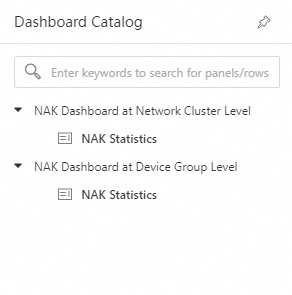 Dashboard Catalog
Enter keywords to search for panels/rows
NAK Dashboard at Network Cluster Level
NAK Statistics
NAK Dashboard at Device Group Level
NAK Statistics